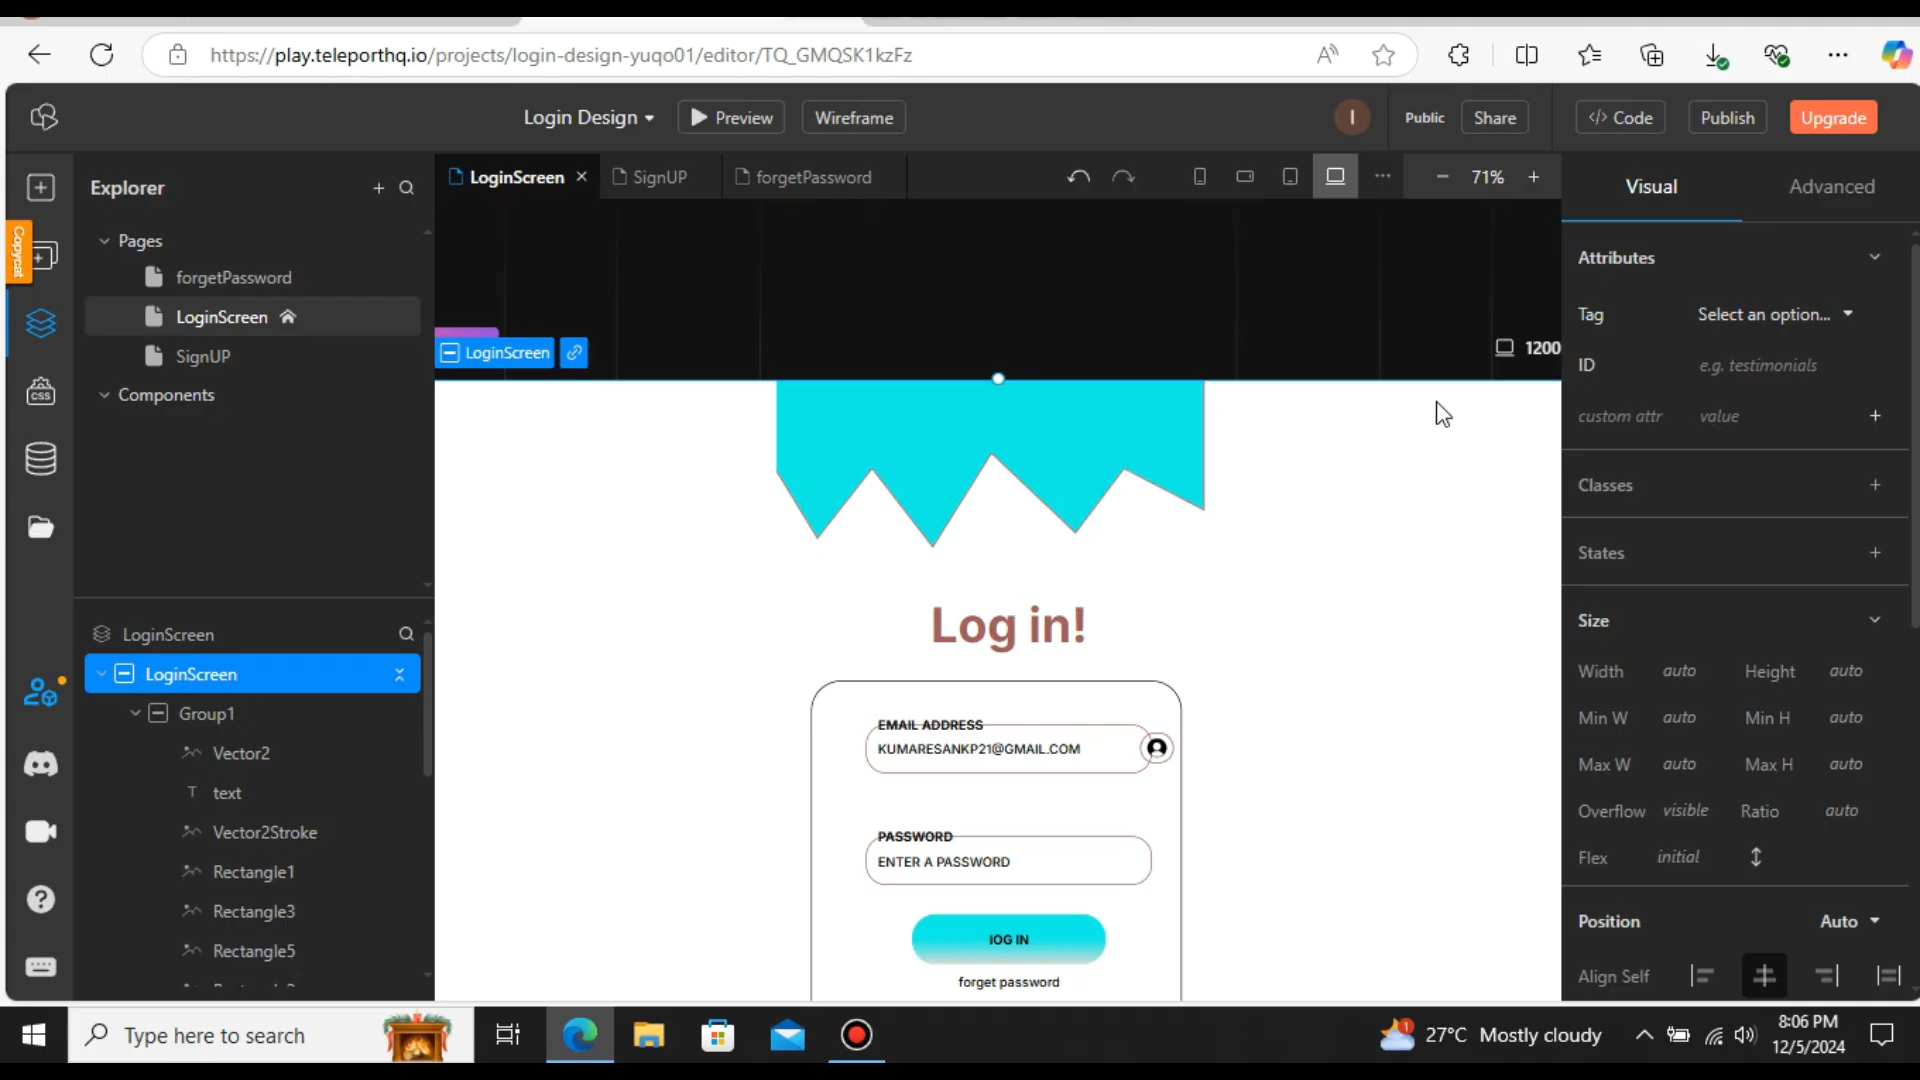 https://play.teleporthq.io/projects/login-design-yuqo01/editor/TQ_GMQSK1kzFz
Login Design
Preview
Wireframe
I
Public
Share
</> Code
Publish
Upgrade
Explorer
LoginScreen
SignUP
forgetPassword
71%
Visual
Advanced
Copycat
Pages
forgetPassword
LoginScreen
SignUP
Components
LoginScreen
1200
Attributes
Tag
Select an option...
ID
e.g. testimonials
custom attr
value
Classes
States
Size
Width auto Height auto
Min W auto Min H auto
Max W auto Max H auto
Overflow visible Ratio auto
Flex initial
Position
Auto
Align Self
CSS
LoginScreen
LoginScreen
Group1
Vector2
text
Vector2Stroke
Rectangle1
Rectangle3
Rectangle5
Log in!
EMAIL ADDRESS
KUMARESANKP21@GMAIL.COM
PASSWORD
ENTER A PASSWORD
lOG IN
forget password
Type here to search
1
27°C Mostly cloudy
8:06 PM
12/5/2024